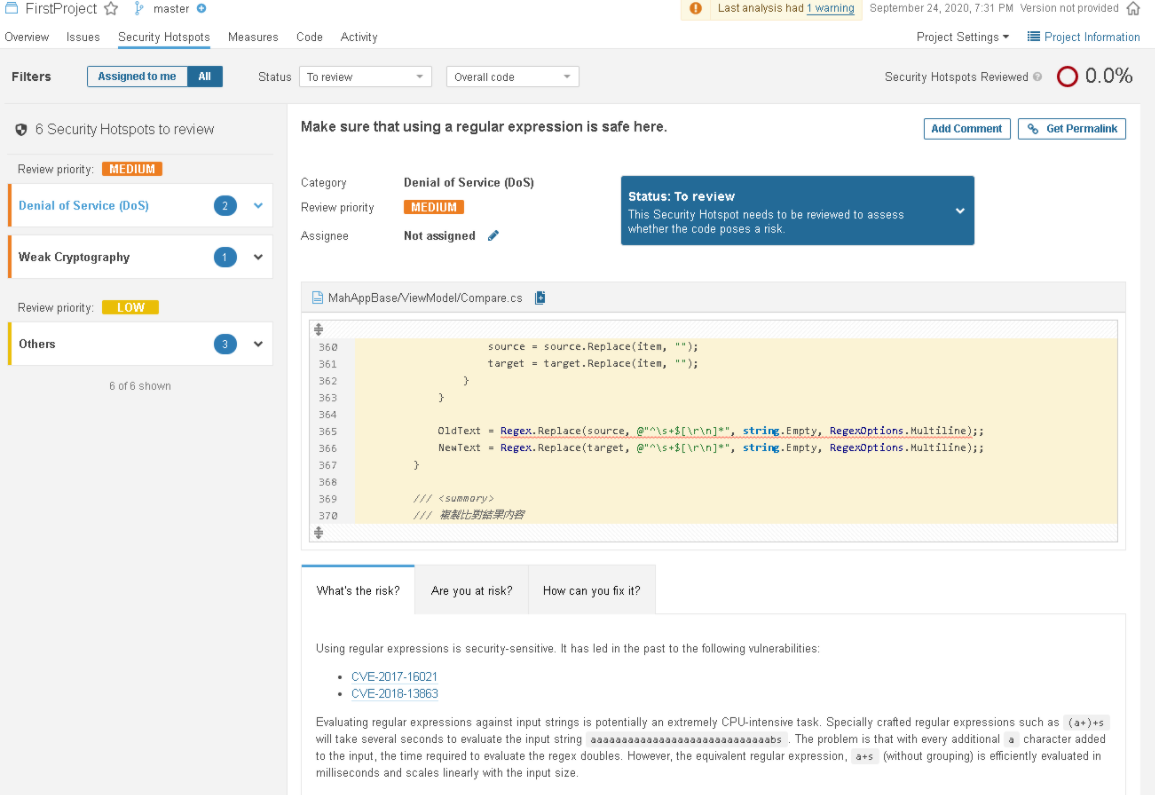 FirstProject master Last analysis had 1 warning September 24, 2020, 7:31 PM Version not provided
Overview Issues Security Hotspots Measures Code Activity Project Settings Project Information
Filters Assigned to me All Status To review Overall code Security Hotspots Reviewed 0.0%
6 Security Hotspots to review
Review priority: MEDIUM
Denial of Service (DoS) 2
Weak Cryptography 1
Review priority: LOW
Others 3
6 of 6 shown
Make sure that using a regular expression is safe here.
Add Comment Get Permalink
Category Denial of Service (DoS)
Review priority MEDIUM
Assignee Not assigned
Status: To review
This Security Hotspot needs to be reviewed to assess
whether the code poses a risk.
MahAppBase/ViewModel/Compare.cs
360 source = source.Replace(item, "");
361 target = target.Replace(item, "");
362 }
363 }
364
365 OldText = Regex.Replace(source, @"^\s+$[\r\n]*", string.Empty, RegexOptions.Multiline);;
366 NewText = Regex.Replace(target, @"^\s+$[\r\n]*", string.Empty, RegexOptions.Multiline);;
367 }
368
369 /// <summary>
370 /// 複製比對結果內容
What's the risk? Are you at risk? How can you fix it?
Using regular expressions is security-sensitive. It has led in the past to the following vulnerabilities:
• CVE-2017-16021
• CVE-2018-13863
Evaluating regular expressions against input strings is potentially an extremely CPU-intensive task. Specially crafted regular expressions such as (a+)+s
will take several seconds to evaluate the input string aaaaaaaaaaaaaaaaaaaaaaaaaaaaabs . The problem is that with every additional a character added
to the input, the time required to evaluate the regex doubles. However, the equivalent regular expression, a+s (without grouping) is efficiently evaluated in
milliseconds and scales linearly with the input size.